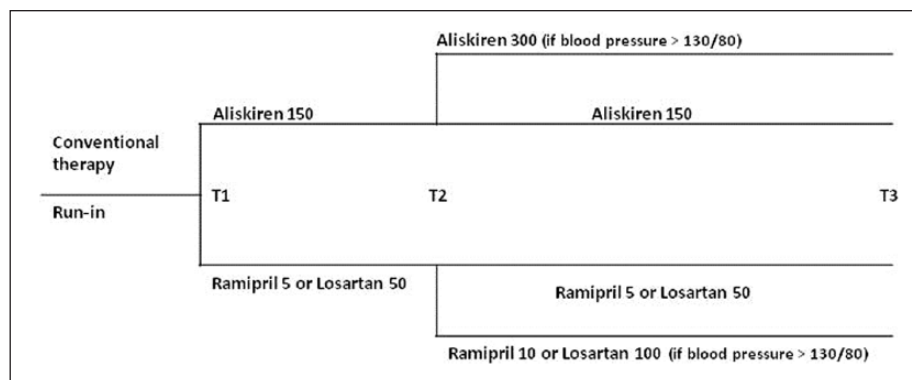 Aliskiren 300 (if blood pressure > 130/80)
Aliskiren 150
Aliskiren 150
Conventional
therapy
T1
T2
T3
Run-in
Ramipril 5 or Losartan 50
Ramipril 5 or Losartan 50
Ramipril 10 or Losartan 100 (if blood pressure > 130/80)